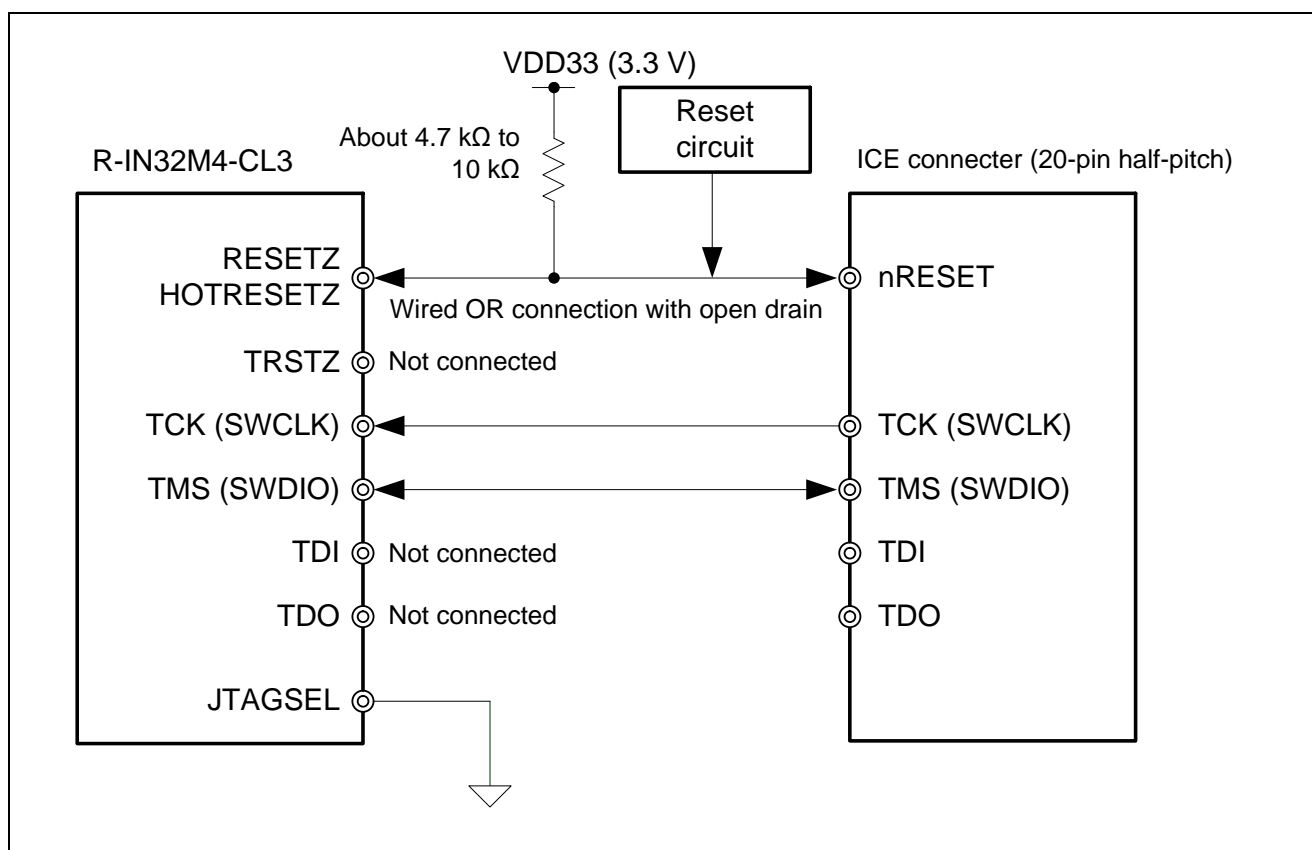 VDD33 (3.3 V)
Reset
circuit
About 4.7 kΩ to
10 kΩ
R-IN32M4-CL3
ICE connecter (20-pin half-pitch)
RESETZ
HOTRESETZ
nRESET
Wired OR connection with open drain
TRSTZ
Not connected
TCK (SWCLK)
TCK (SWCLK)
TMS (SWDIO)
TMS (SWDIO)
TDI
Not connected
TDI
TDO
Not connected
TDO
JTAGSEL